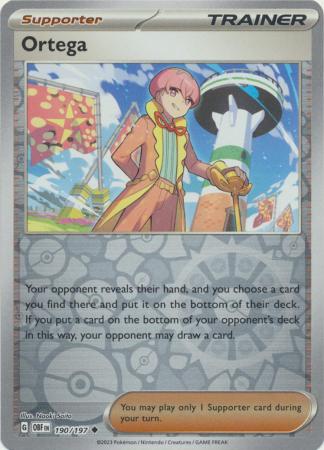 Supporter
TRAINER
Ortega
Your opponent reveals their hand, and you choose a card
you find there and put it on the bottom of their deck.
If you put a card on the bottom of your opponent's deck
in this way, your opponent may draw a card.
Illus. Naoki Saito
G OBF EN 190/197
You may play only 1 Supporter card during
your turn.
©2023 Pokémon / Nintendo / Creatures / GAME FREAK